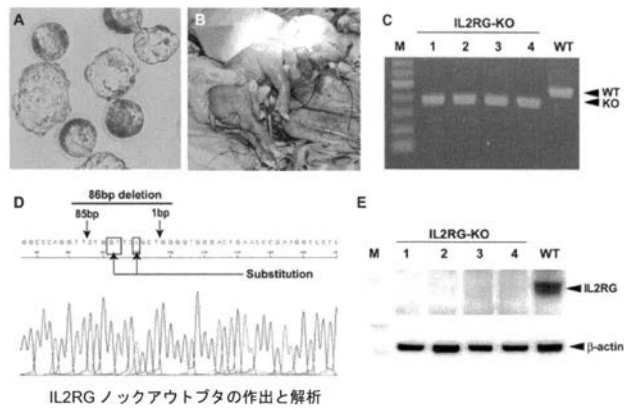 A
B
C
IL2RG-KO
M 1 2 3 4 WT
WT
KO
D
86bp deletion
85bp 1bp
Substitution
E
IL2RG-KO
M 1 2 3 4 WT
IL2RG
β-actin
IL2RG ノックアウトブタの作出と解析